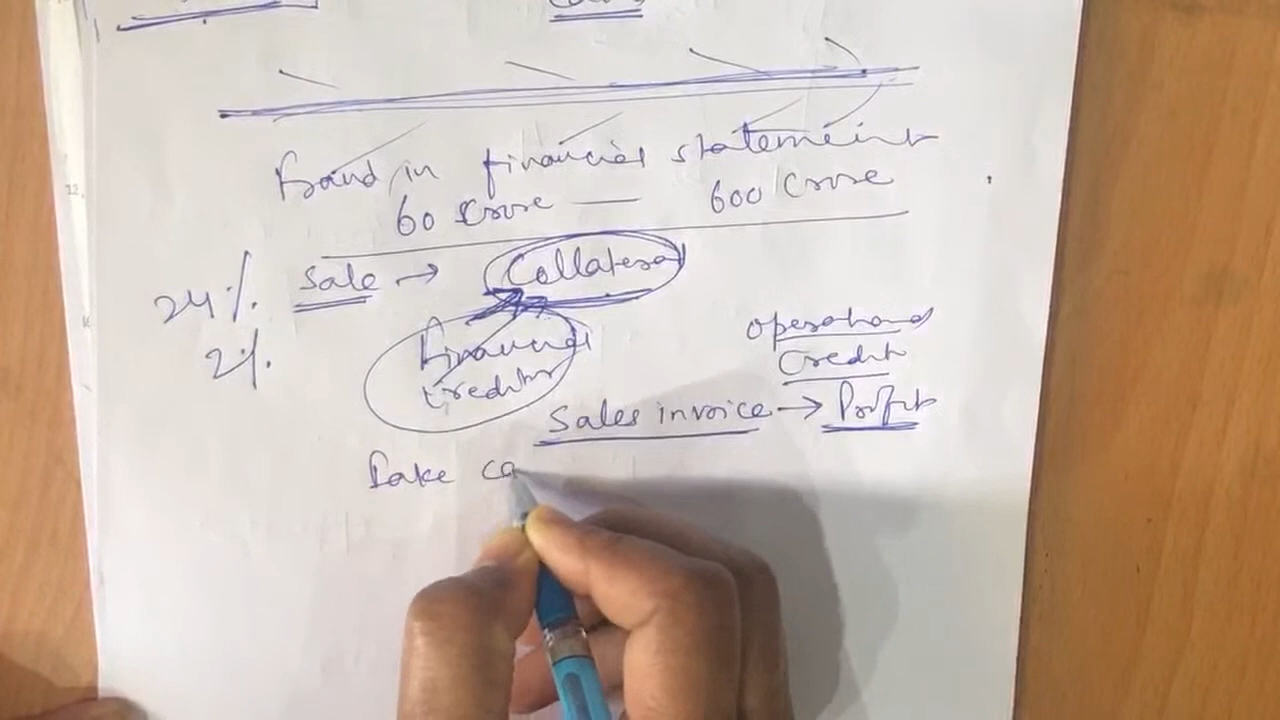 Fraud in financial statement
60 Crore — 600 Crore
24%. Sale → Collateral
2%.
Financial Creditor
Operational Credit
Sales invoice → Profit
Fake ca